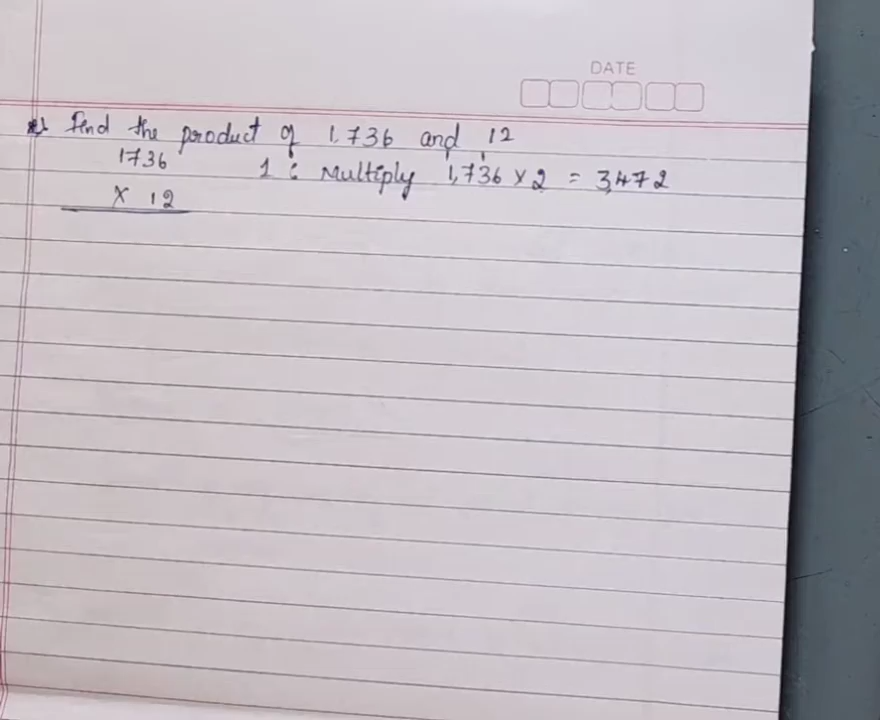 DATE
Find the product of 1,736 and 12
1736 1 : Multiply 1,736 × 2 = 3,472
× 12